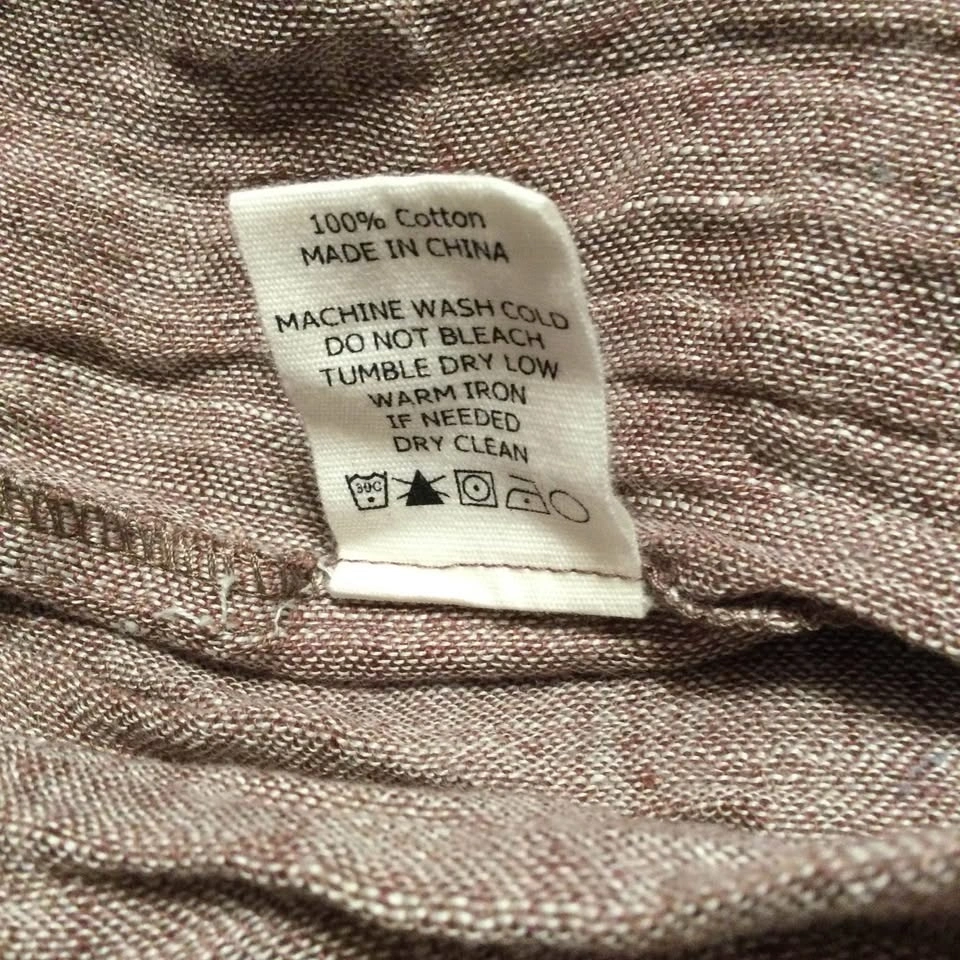 100% Cotton
MADE IN CHINA
MACHINE WASH COLD
DO NOT BLEACH
TUMBLE DRY LOW
WARM IRON
IF NEEDED
DRY CLEAN
30C